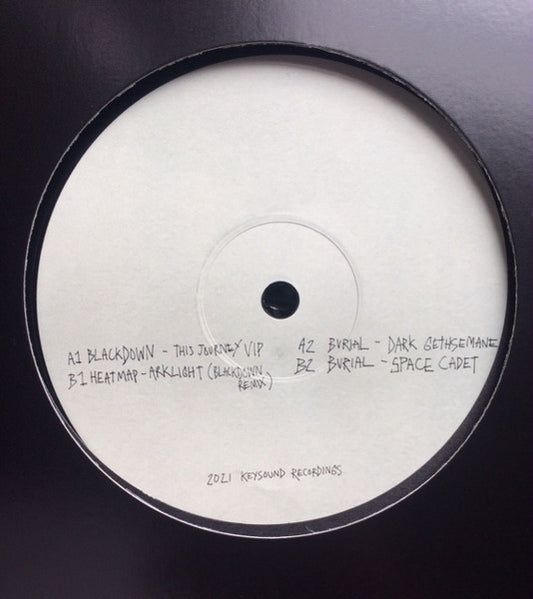 A1 BLACKDOWN - THIS JOURNEY VIP
B1 HEATMAP - ARKLIGHT (BLACKDOWN
REMIX)
A2 BURIAL - DARK GETHSEMANE
B2 BURIAL - SPACE CADET
2021 KEYSOUND RECORDINGS